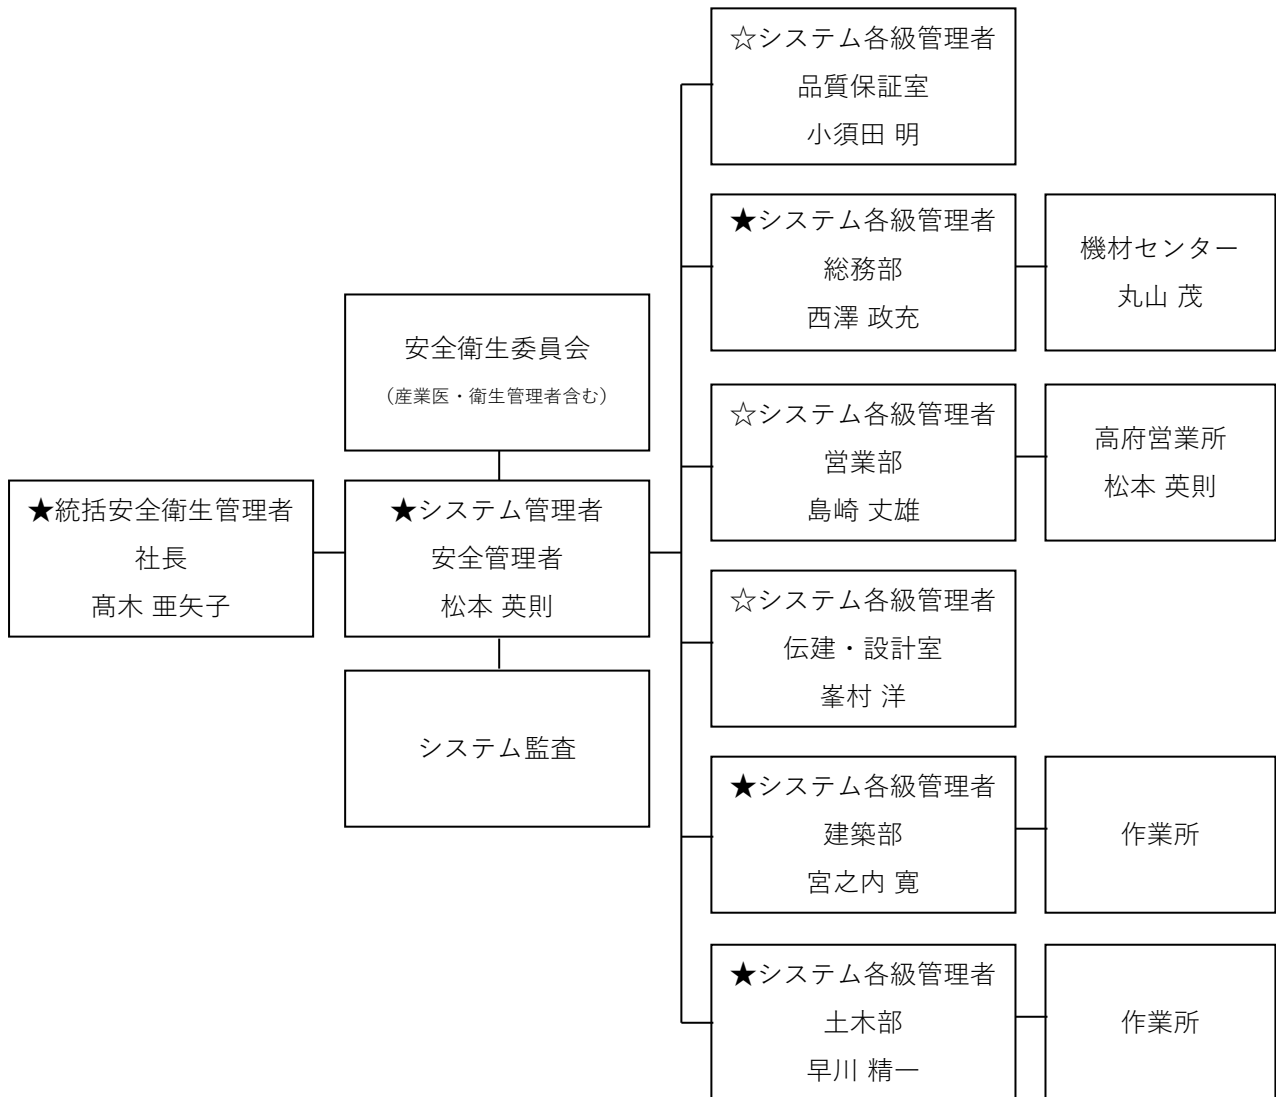 ☆システム各級管理者
品質保証室
小須田 明
★システム各級管理者
総務部
西澤 政充
機材センター
丸山 茂
安全衛生委員会
（産業医・衛生管理者含む）
☆システム各級管理者
営業部
島崎 丈雄
高府営業所
松本 英則
★統括安全衛生管理者
社長
髙木 亜矢子
★システム管理者
安全管理者
松本 英則
☆システム各級管理者
伝建・設計室
峯村 洋
システム監査
★システム各級管理者
建築部
宮之内 寛
作業所
★システム各級管理者
土木部
早川 精一
作業所